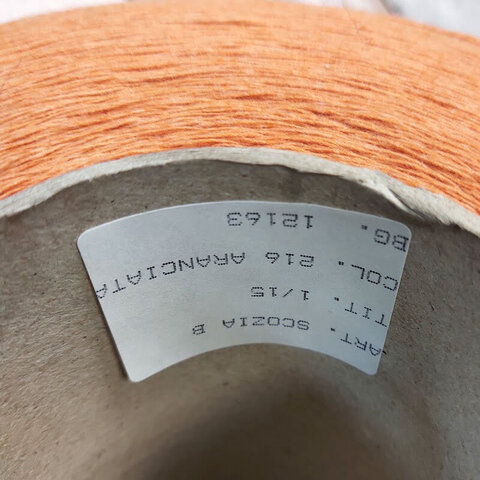 ART. SCOZIA B
TIT. 1/15
COL. 216 ARANCIATA
BG. 12163